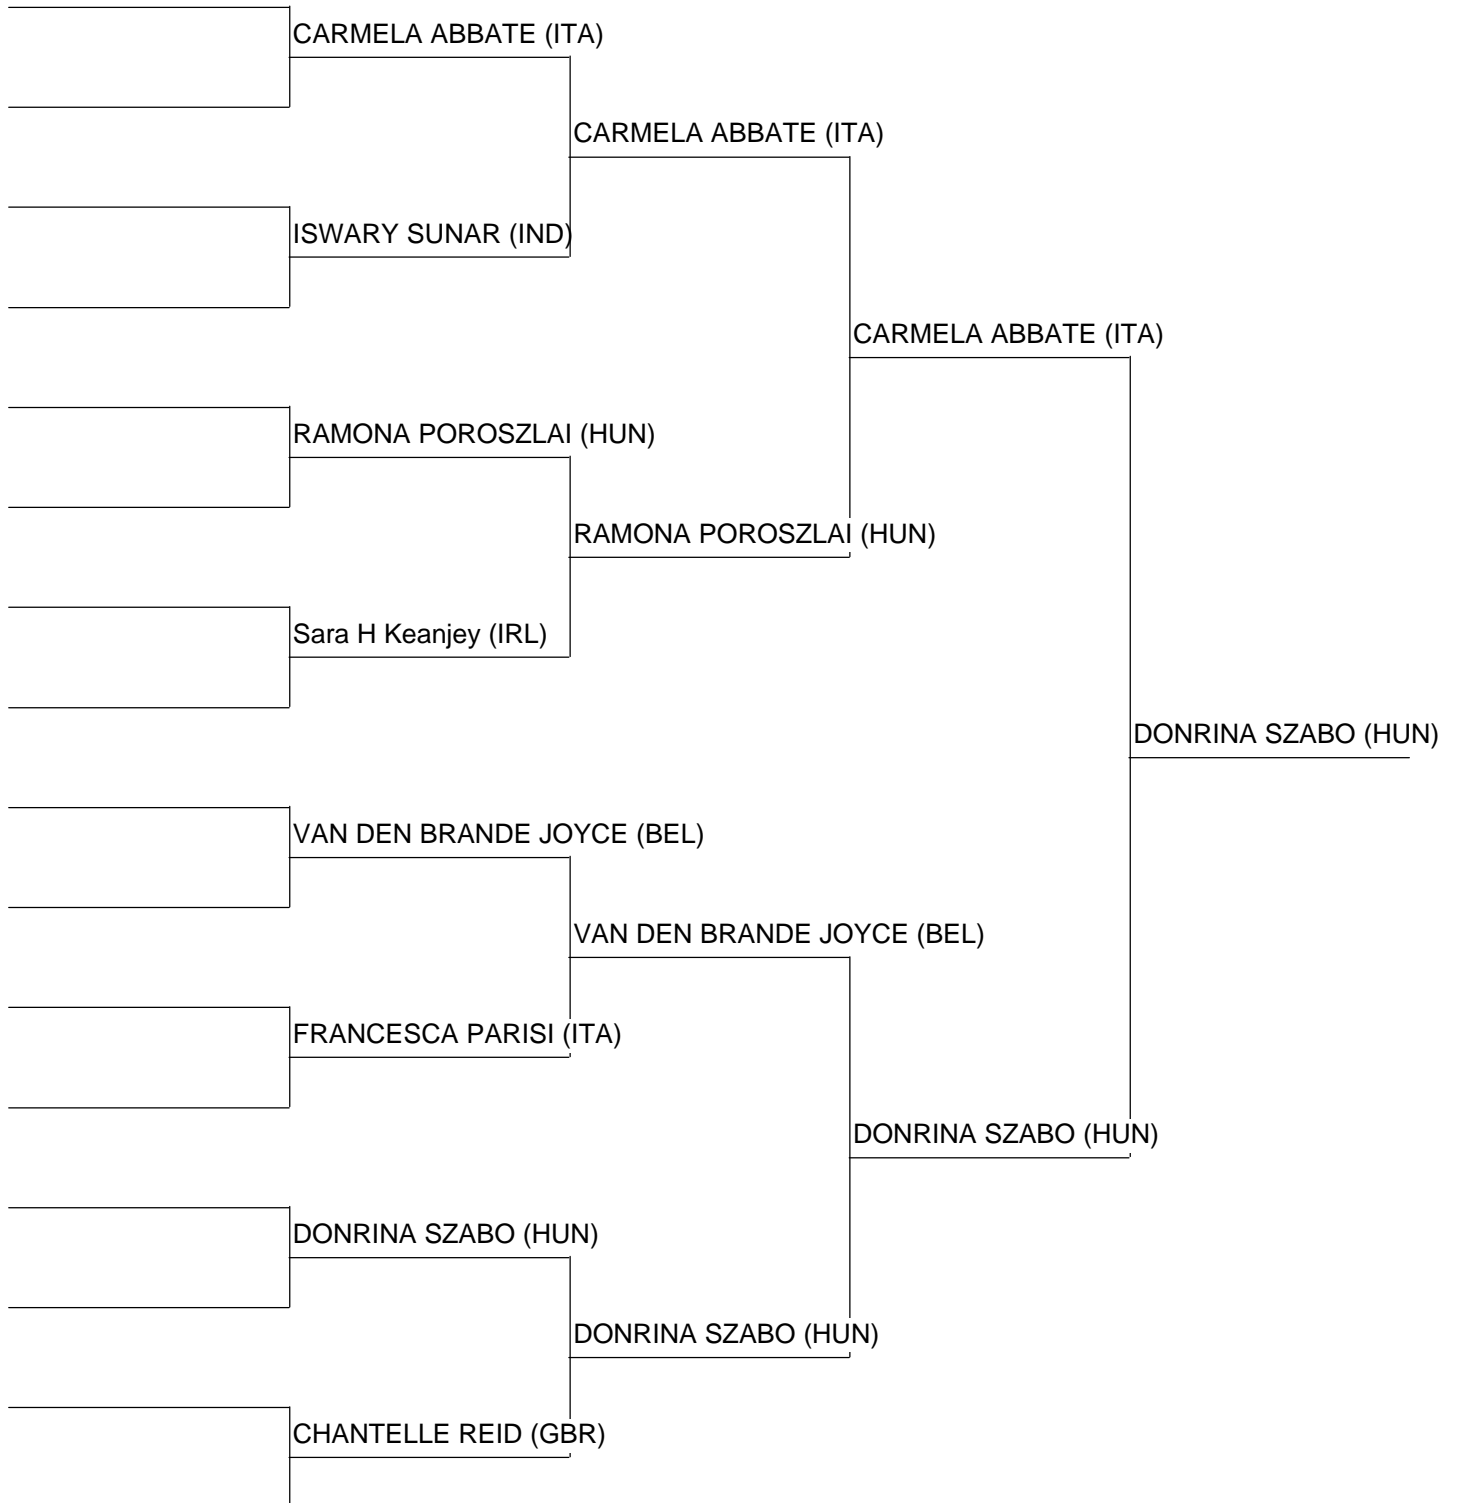 CARMELA ABBATE (ITA)
CARMELA ABBATE (ITA)
ISWARY SUNAR (IND)
CARMELA ABBATE (ITA)
RAMONA POROSZLAI (HUN)
RAMONA POROSZLAI (HUN)
Sara H Keanjey (IRL)
DONRINA SZABO (HUN)
VAN DEN BRANDE JOYCE (BEL)
VAN DEN BRANDE JOYCE (BEL)
FRANCESCA PARISI (ITA)
DONRINA SZABO (HUN)
DONRINA SZABO (HUN)
DONRINA SZABO (HUN)
CHANTELLE REID (GBR)